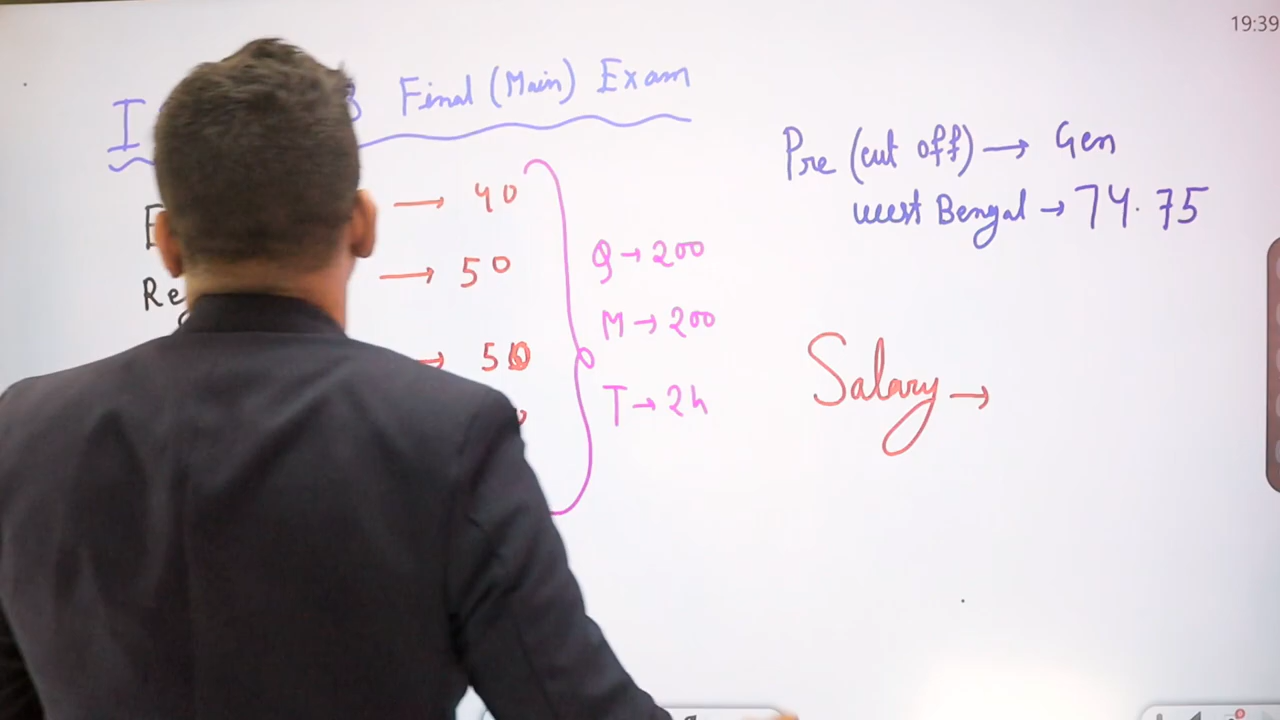 19:39
I Final (Main) Exam
→ 40
→ 50
→ 50
Q → 200
M → 200
T → 2h
Pre (cut off) → Gen
west Bengal → 74.75
Salary →